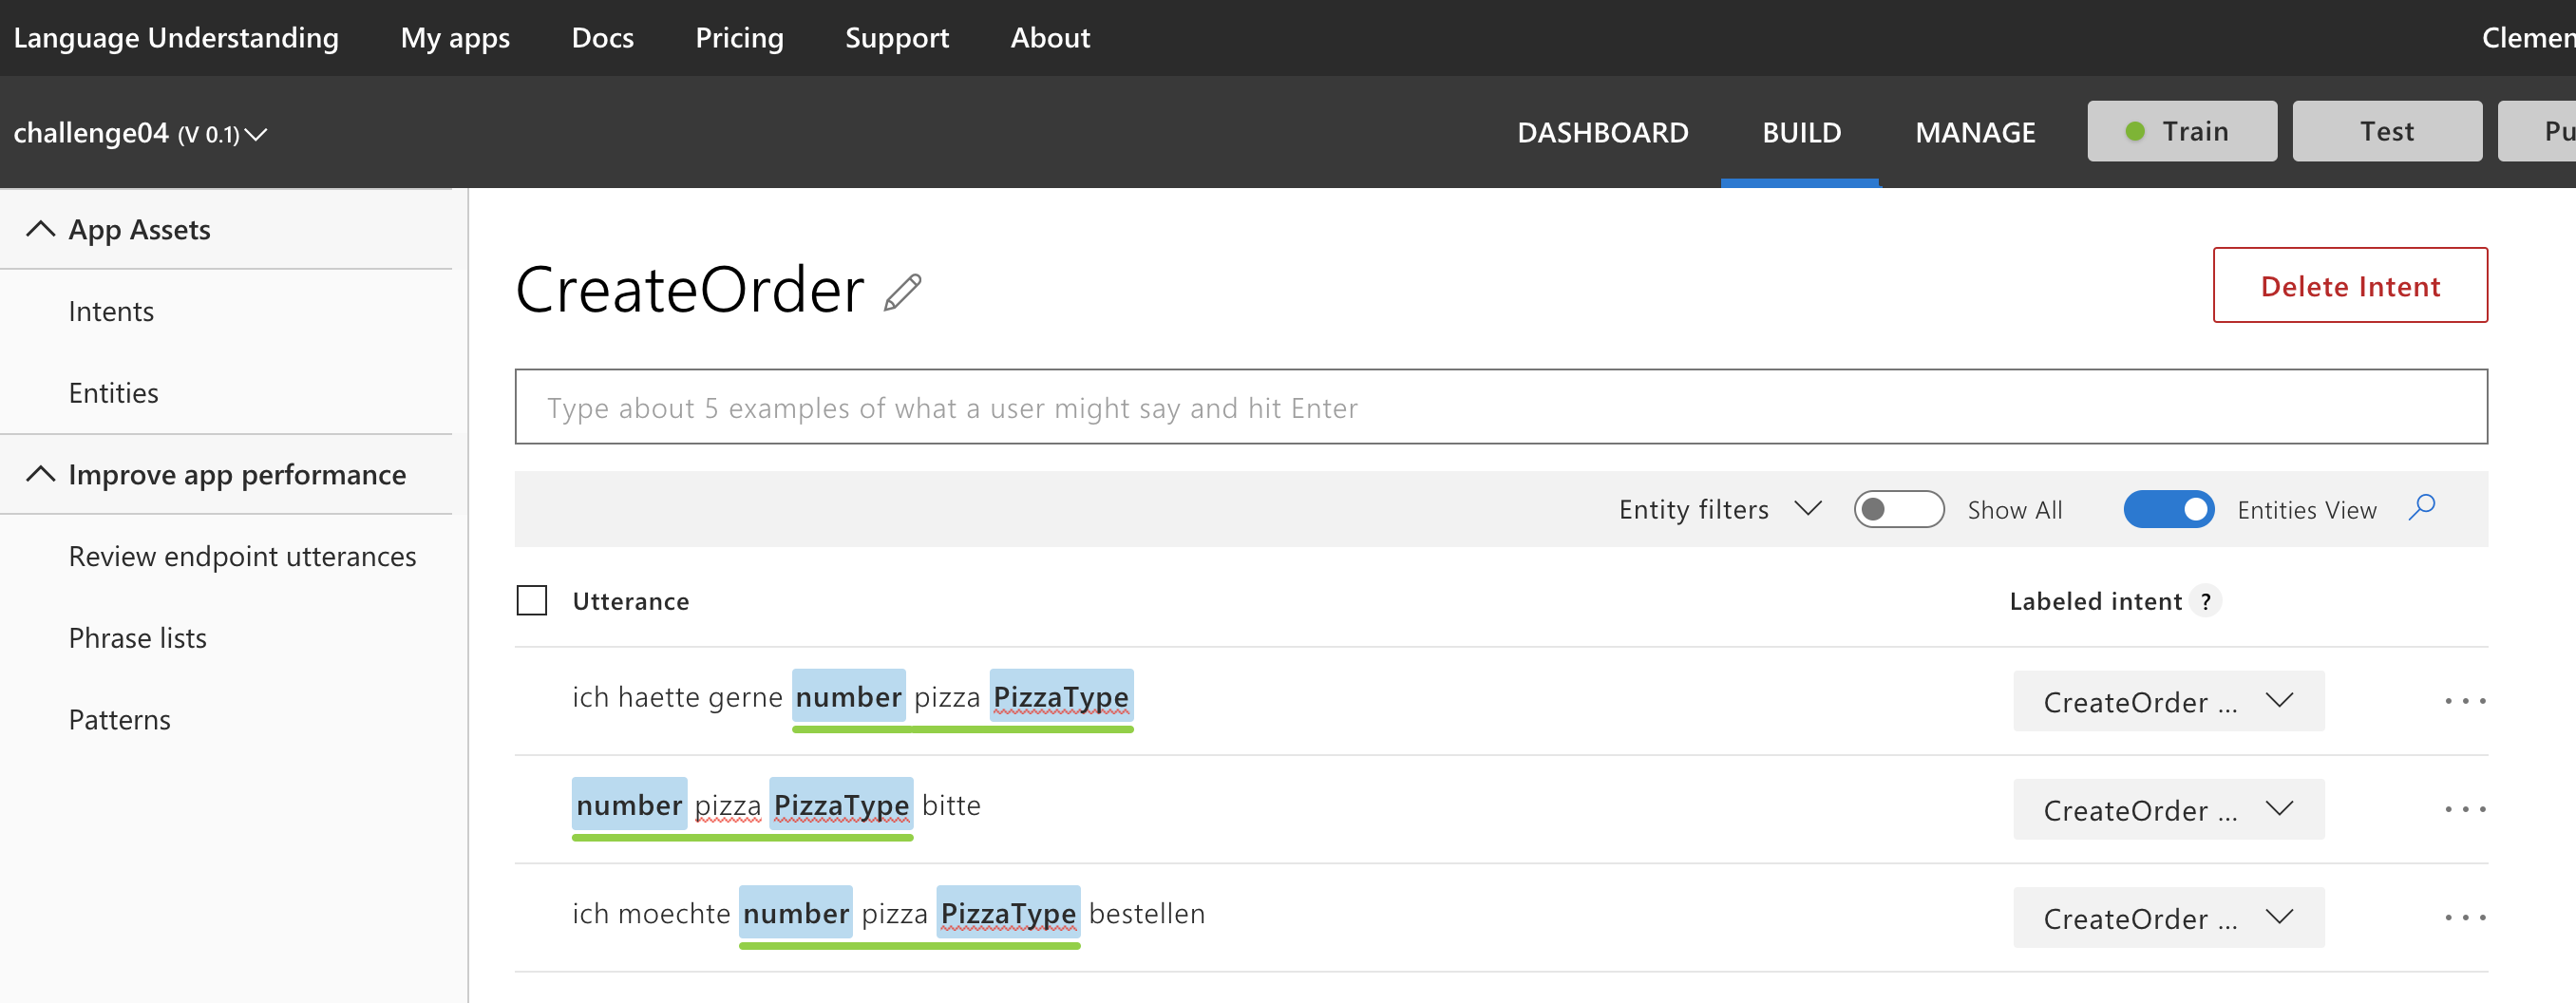 Language Understanding My apps Docs Pricing Support About Clemen
challenge04 (V 0.1) DASHBOARD BUILD MANAGE Train Test Pu
App Assets
Intents
Entities
Improve app performance
Review endpoint utterances
Phrase lists
Patterns
CreateOrder
Delete Intent
Type about 5 examples of what a user might say and hit Enter
Entity filters Show All Entities View
Utterance Labeled intent ?
ich haette gerne number pizza PizzaType CreateOrder ...
number pizza PizzaType bitte CreateOrder ...
ich moechte number pizza PizzaType bestellen CreateOrder ...